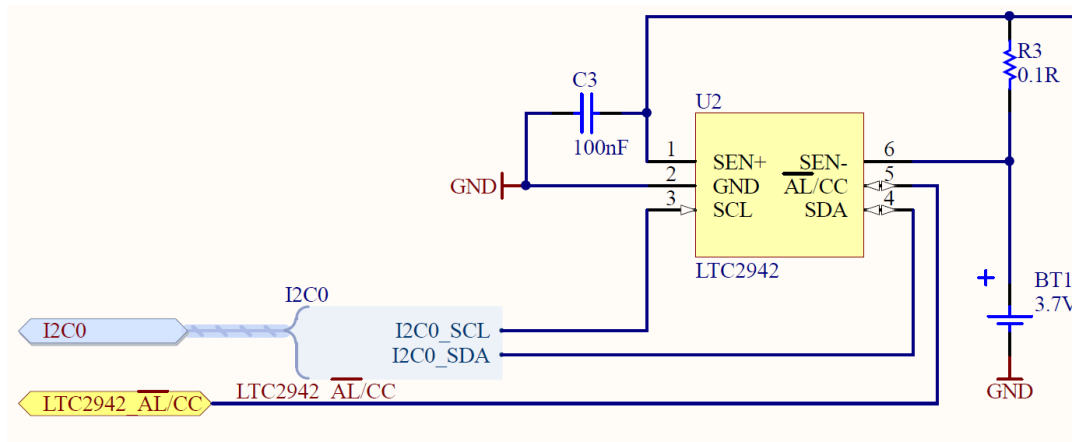 R3
0.1R
C3
100nF
U2
1
SEN+
SEN-
6
GND
2
GND
AL/CC
5
3
SCL
SDA
4
LTC2942
BT1
3.7V
I2C0
I2C0
I2C0_SCL
I2C0_SDA
LTC2942 AL/CC
LTC2942_AL/CC
GND